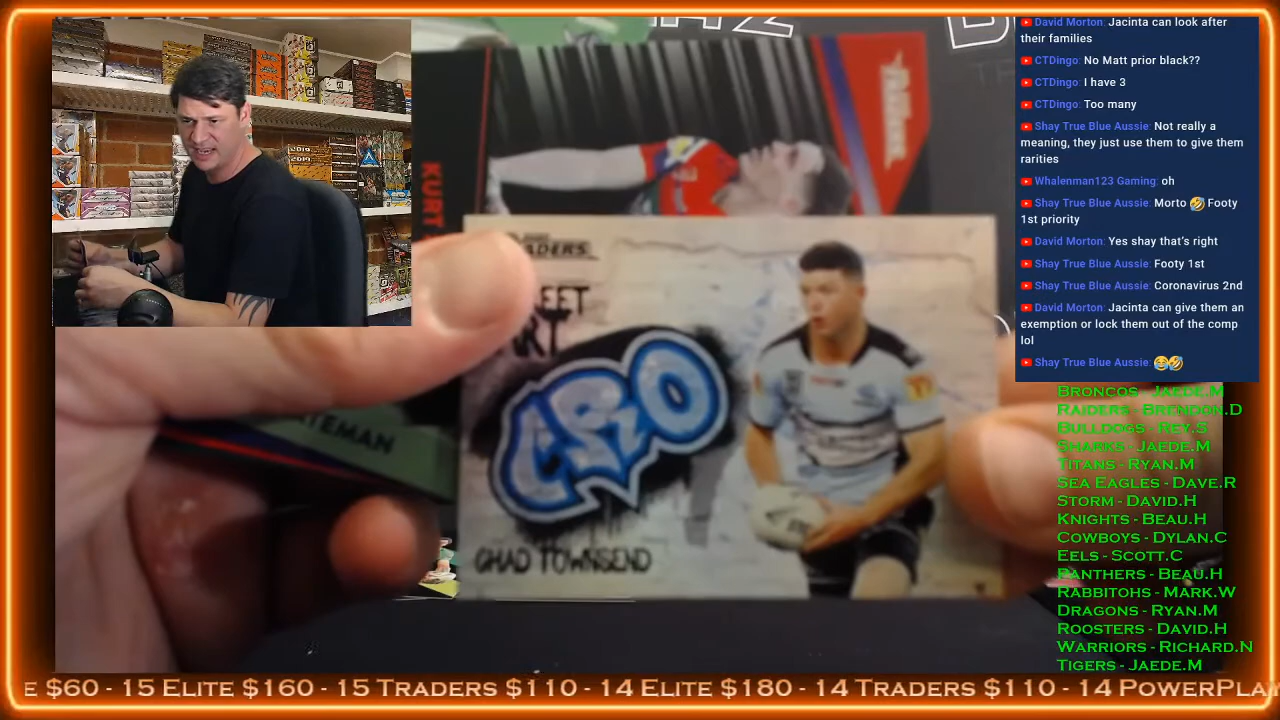 David Morton: Jacinta can look after
their families
CTDingo: No Matt prior black??
CTDingo: I have 3
CTDingo: Too many
Shay True Blue Aussie: Not really a
meaning, they just use them to give them
rarities
Whalenman123 Gaming: oh
Shay True Blue Aussie: Morto 🤣 Footy
1st priority
David Morton: Yes shay that's right
Shay True Blue Aussie: Footy 1st
Shay True Blue Aussie: Coronavirus 2nd
David Morton: Jacinta can give them an
exemption or lock them out of the comp
lol
Shay True Blue Aussie: 😂🤣
KURT
CRO
CHAD TOWNSEND
BRONCOS - JAEDE.M
RAIDERS - BRENDON.D
BULLDOGS - REY.S
SHARKS - JAEDE.M
TITANS - RYAN.M
SEA EAGLES - DAVE.R
STORM - DAVID.H
KNIGHTS - BEAU.H
COWBOYS - DYLAN.C
EELS - SCOTT.C
PANTHERS - BEAU.H
RABBITOHS - MARK.W
DRAGONS - RYAN.M
ROOSTERS - DAVID.H
WARRIORS - RICHARD.N
TIGERS - JAEDE.M
E $60 - 15 ELITE $160 - 15 TRADERS $110 - 14 ELITE $180 - 14 TRADERS $110 - 14 POWERPLAY